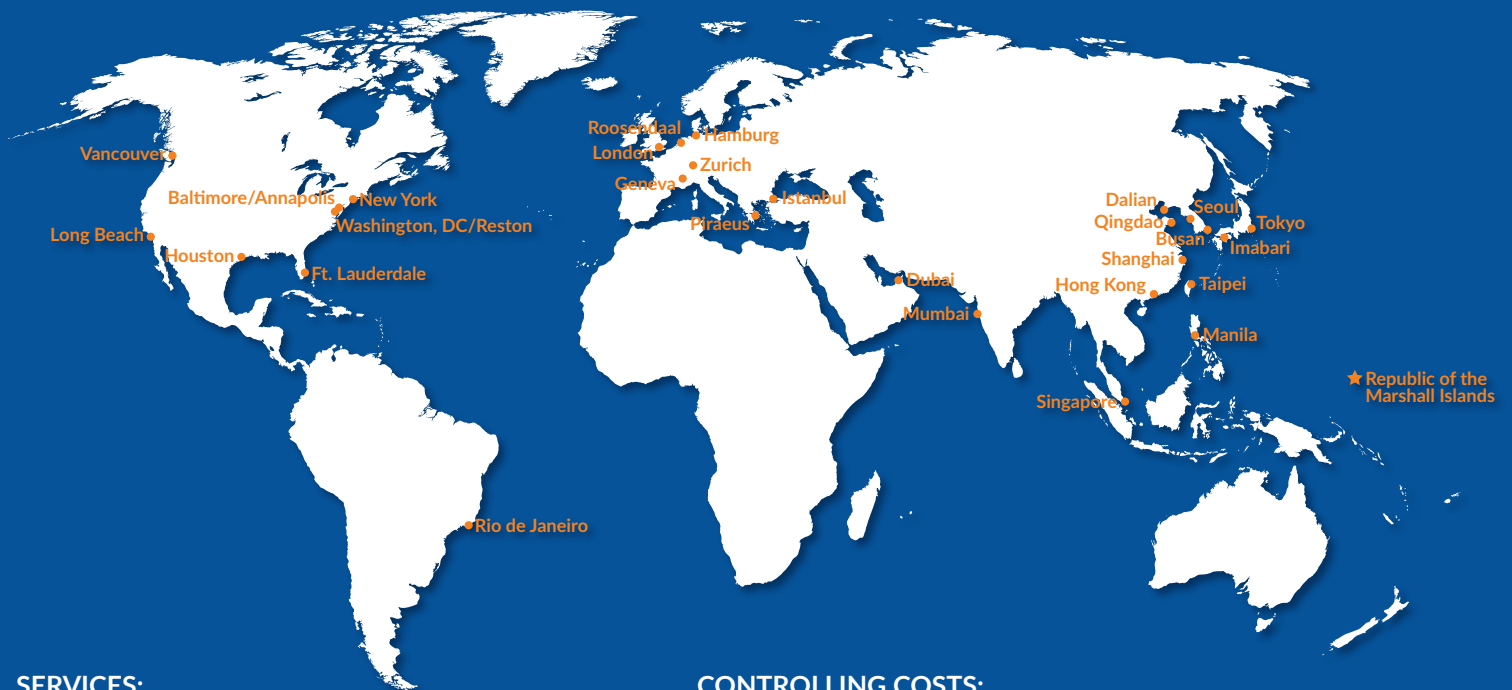 Roosendaal
Hamburg
London
Vancouver
Zurich
Geneva
Baltimore/Annapolis
New York
Istanbul
Dalian
Seoul
Washington, DC/Reston
Piraeus
Qingdao
Tokyo
Long Beach
Busan
Imabari
Houston
Shanghai
Ft. Lauderdale
Dubai
Hong Kong
Taipei
Mumbai
Manila
Republic of the
Marshall Islands
Singapore
Rio de Janeiro
SERVICES:
CONTROLLING COSTS: